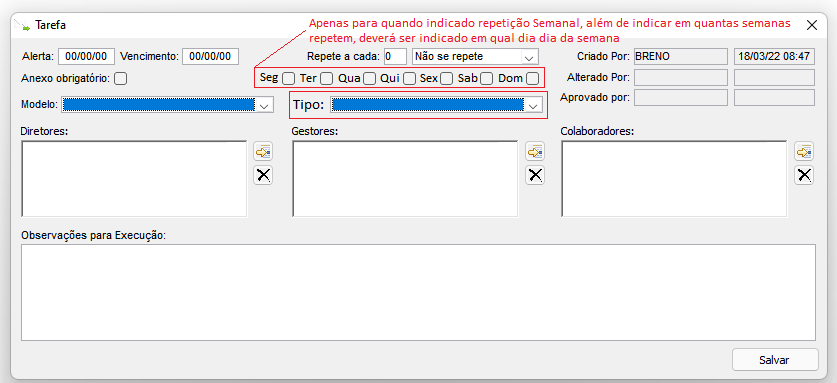 Tarefa
Apenas para quando indicado repetição Semanal, além de indicar em quantas semanas
repetem, deverá ser indicado em qual dia dia da semana
Alerta: 00/00/00 Vencimento: 00/00/00 Repete a cada: 0 Não se repete Criado Por: BRENO 18/03/22 08:47
Anexo obrigatório: Seg Ter Qua Qui Sex Sab Dom Alterado Por:
Modelo: Tipo: Aprovado por:
Diretores: Gestores: Colaboradores:
Observações para Execução:
Salvar